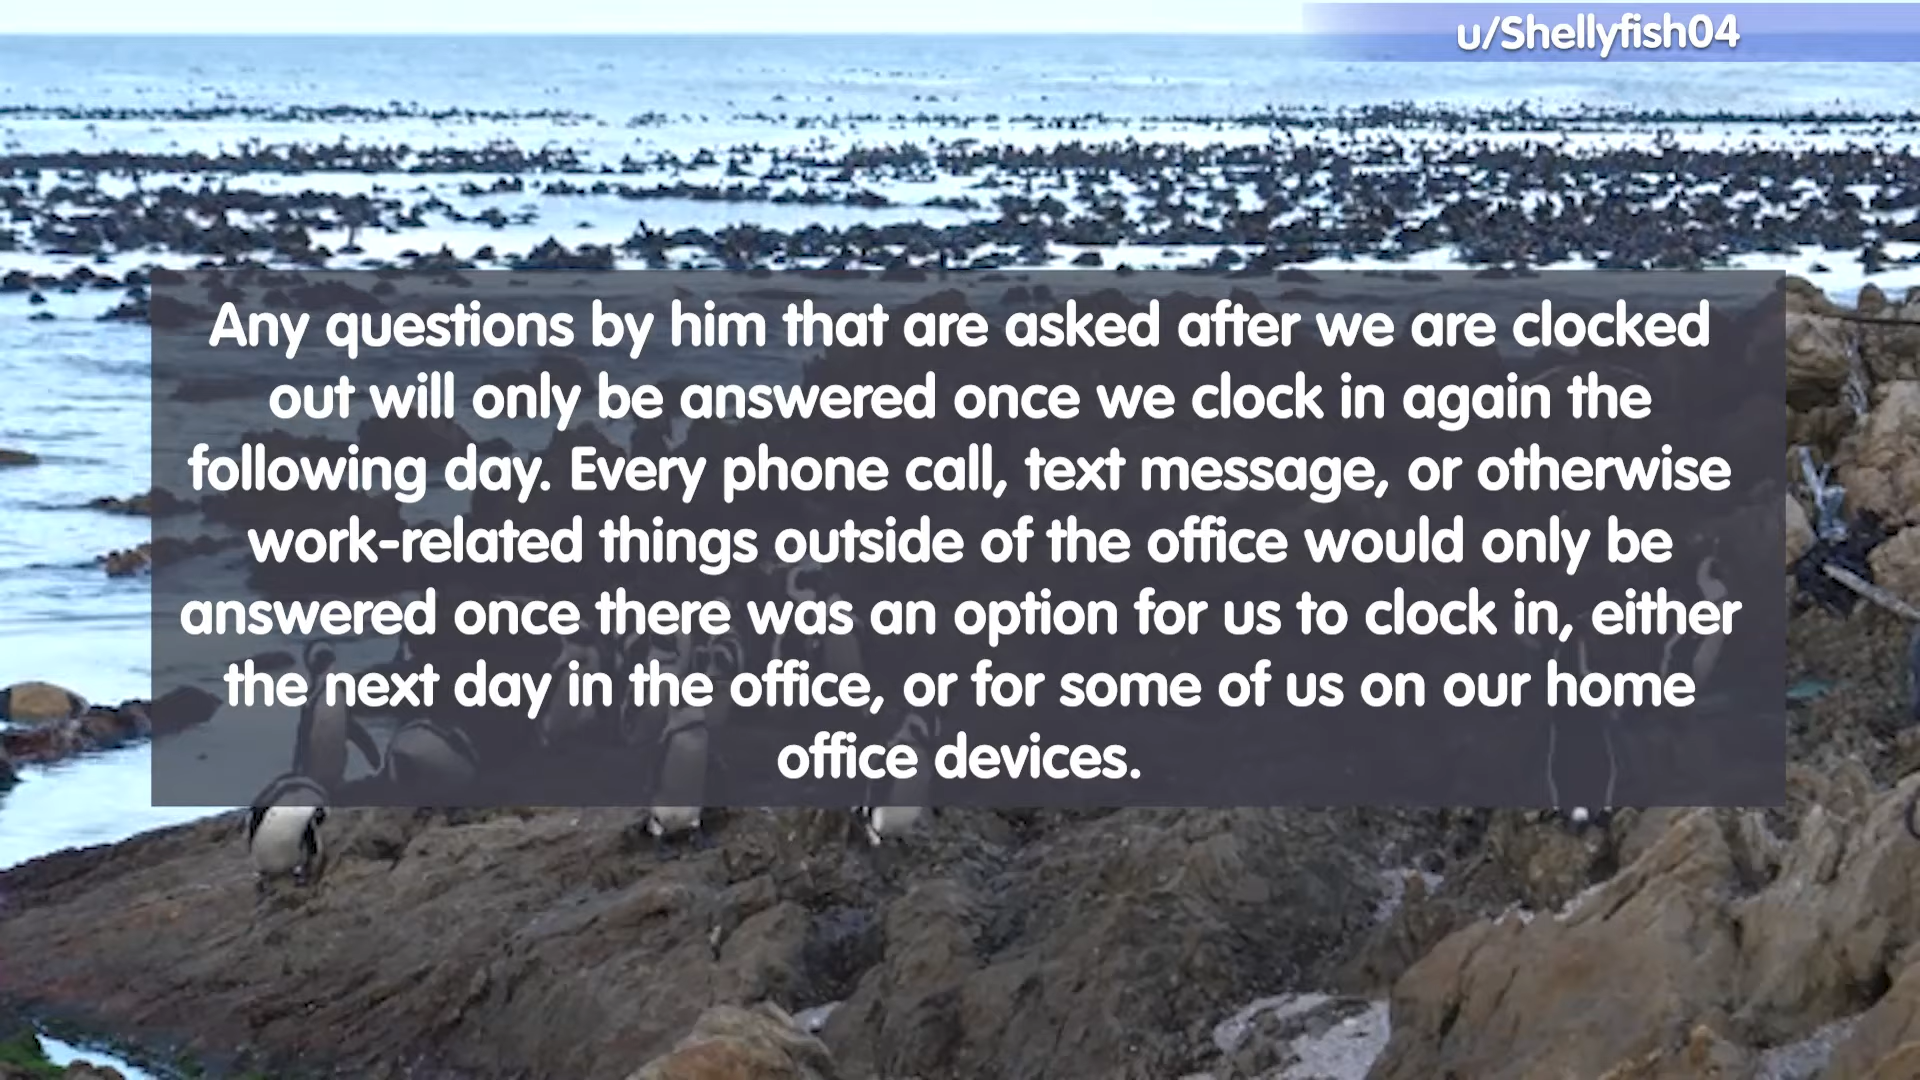 u/Shellyfish04
Any questions by him that are asked after we are clocked
out will only be answered once we clock in again the
following day. Every phone call, text message, or otherwise
work-related things outside of the office would only be
answered once there was an option for us to clock in, either
the next day in the office, or for some of us on our home
office devices.